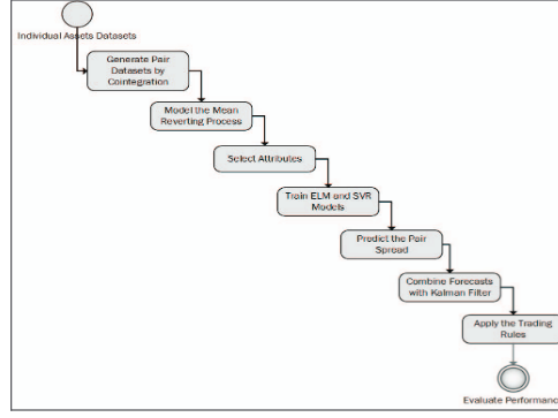 Individual Assets Datasets
Generate Pair
Datasets by
Cointegration
Model the Mean
Reverting Process
Select Attributes
Train ELM and SVR
Models
Predict the Pair
Spread
Combine Forecasts
with Kalman Filter
Apply the Trading
Rules
Evaluate Performance